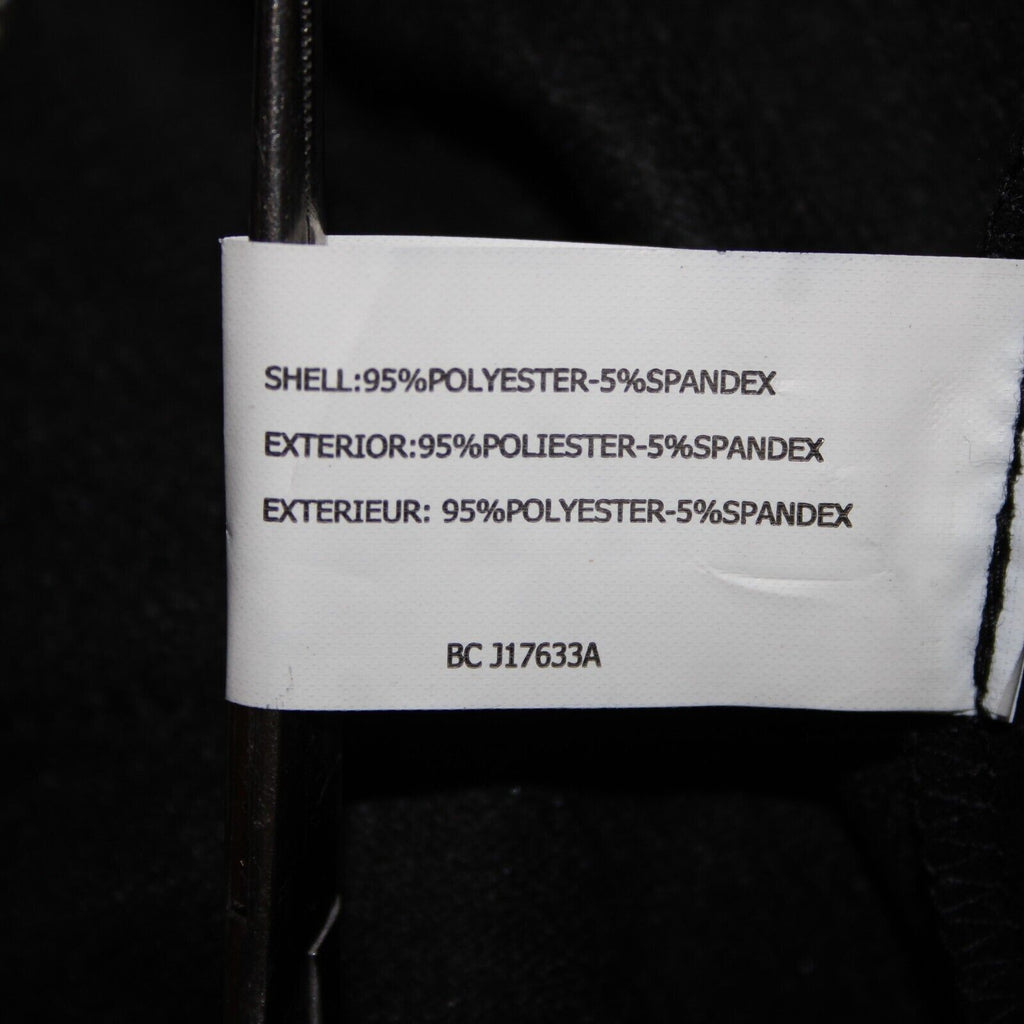 SHELL:95%POLYESTER-5%SPANDEX
EXTERIOR:95%POLIESTER-5%SPANDEX
EXTERIEUR: 95%POLYESTER-5%SPANDEX
BC J17633A